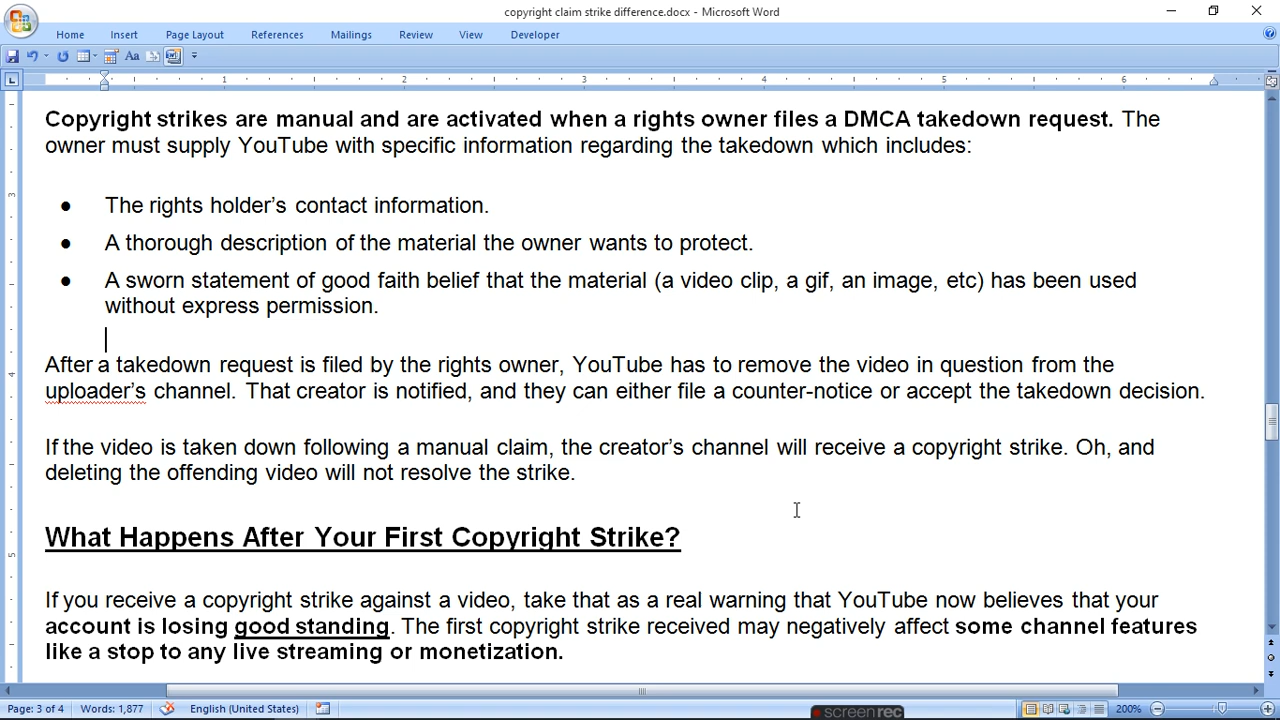 copyright claim strike difference.docx - Microsoft Word
Home Insert Page Layout References Mailings Review View Developer
Aa
1 2 3 4 5 6
Copyright strikes are manual and are activated when a rights owner files a DMCA takedown request. The
owner must supply YouTube with specific information regarding the takedown which includes:
3
● The rights holder’s contact information.
● A thorough description of the material the owner wants to protect.
● A sworn statement of good faith belief that the material (a video clip, a gif, an image, etc) has been used
without express permission.
After a takedown request is filed by the rights owner, YouTube has to remove the video in question from the
4
uploader’s channel. That creator is notified, and they can either file a counter-notice or accept the takedown decision.
If the video is taken down following a manual claim, the creator’s channel will receive a copyright strike. Oh, and
deleting the offending video will not resolve the strike.
What Happens After Your First Copyright Strike?
5
If you receive a copyright strike against a video, take that as a real warning that YouTube now believes that your
account is losing good standing. The first copyright strike received may negatively affect some channel features
like a stop to any live streaming or monetization.
Page: 3 of 4 Words: 1,877 English (United States) screenrec 200%